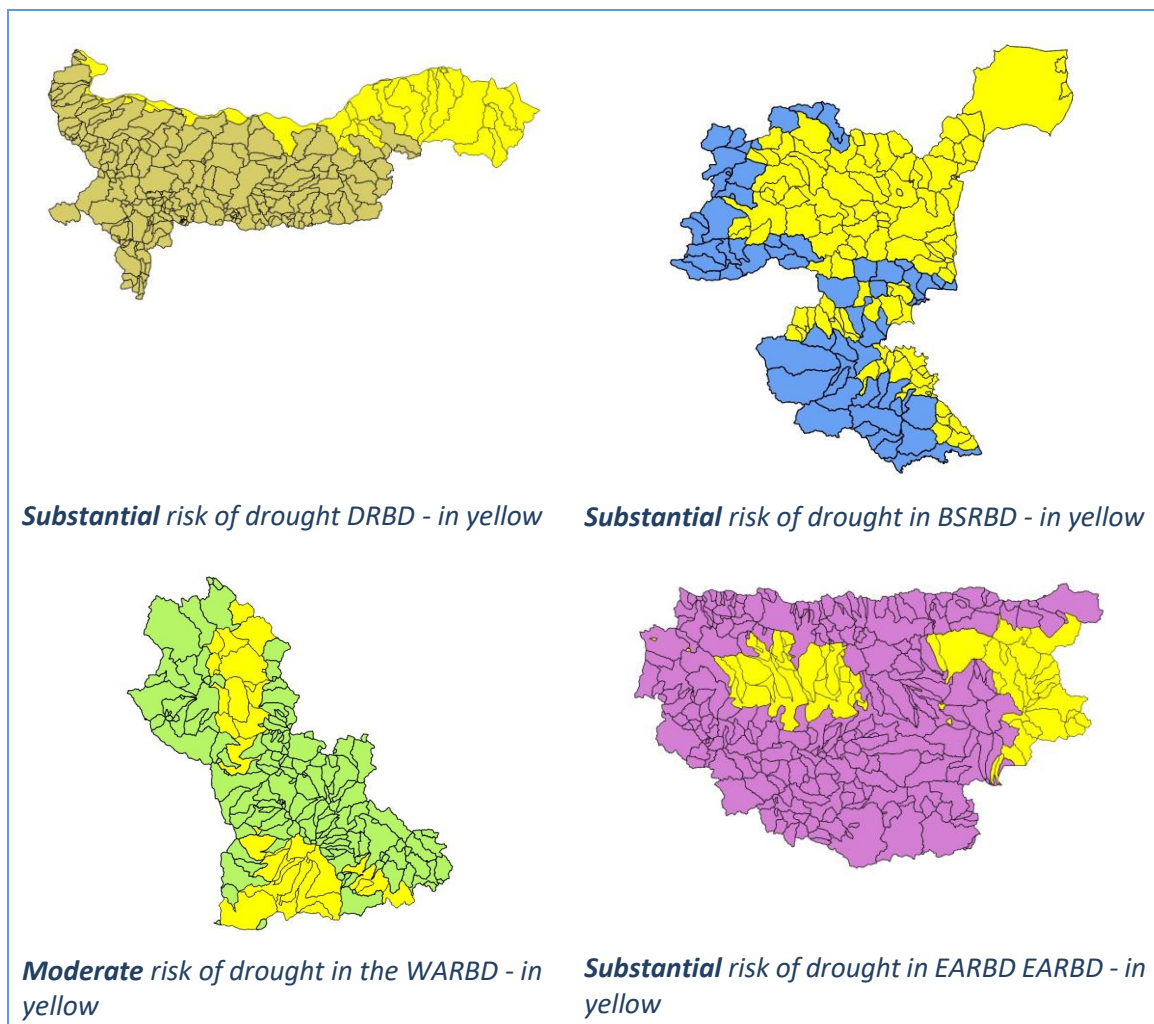 Substantial risk of drought DRBD - in yellow
Substantial risk of drought in BSRBD - in yellow
Moderate risk of drought in the WARBD - in
yellow
Substantial risk of drought in EARBD EARBD - in
yellow